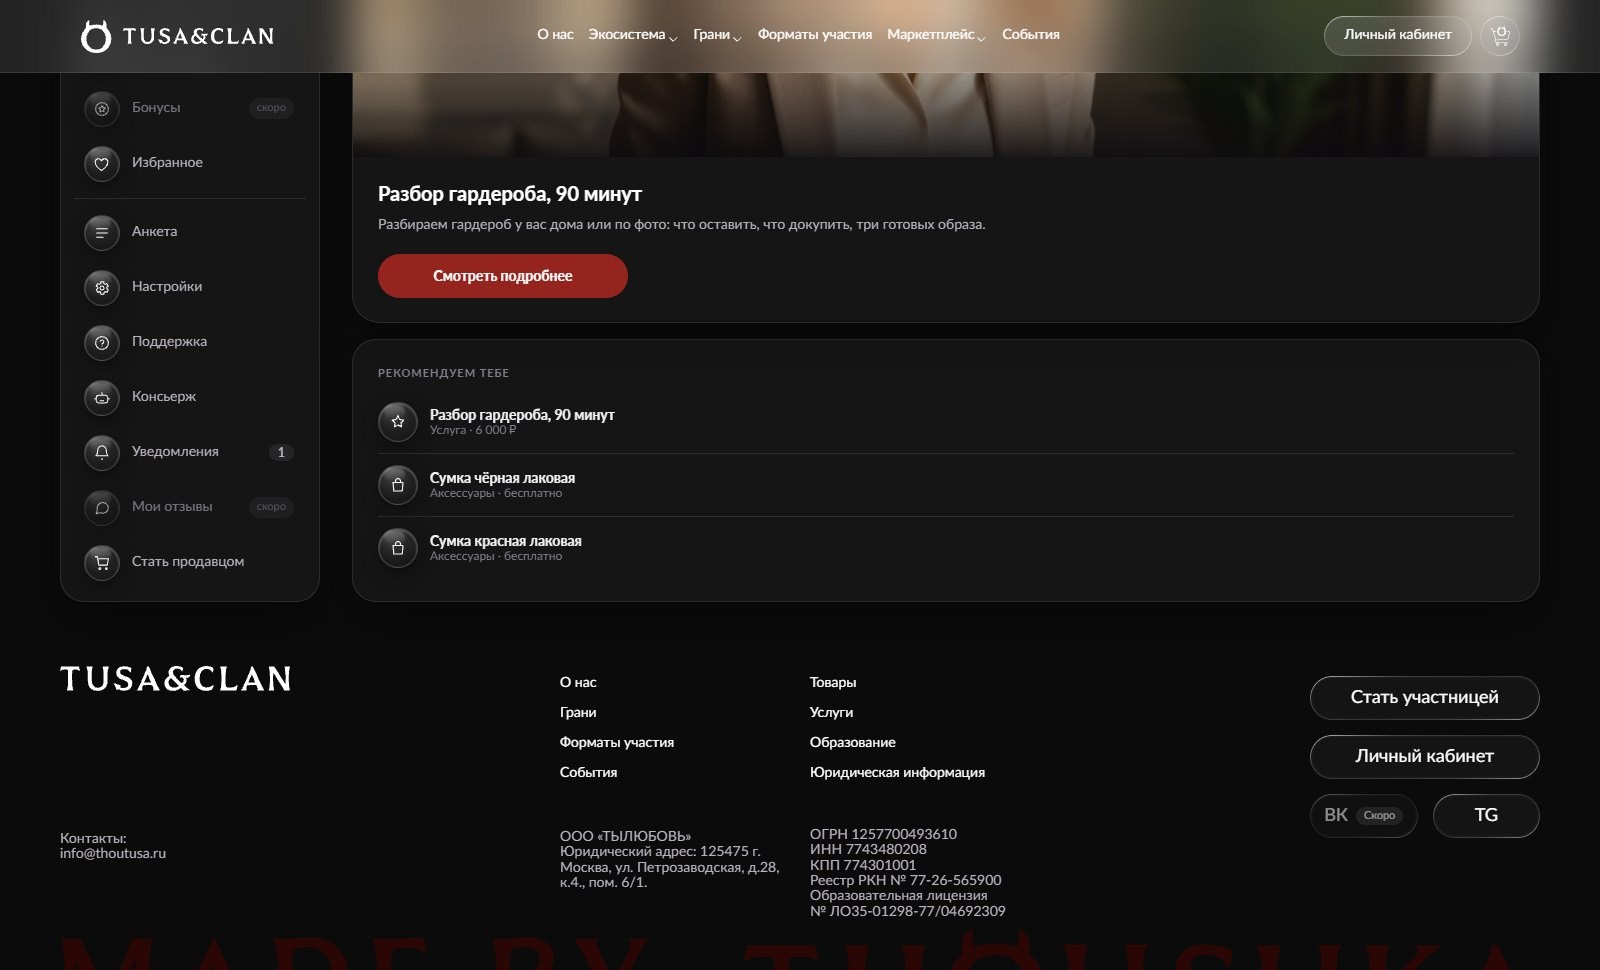 TUSA&CLAN
О нас
Экосистема
Грани
Форматы участия
Маркетплейс
События
Личный кабинет
Бонусы
скоро
Избранное
Анкета
Настройки
Поддержка
Консьерж
Уведомления
1
Мои отзывы
скоро
Стать продавцом
Разбор гардероба, 90 минут
Разбираем гардероб у вас дома или по фото: что оставить, что докупить, три готовых образа.
Смотреть подробнее
РЕКОМЕНДУЕМ ТЕБЕ
Разбор гардероба, 90 минут
Услуга · 6 000 ₽
Сумка чёрная лаковая
Аксессуары · бесплатно
Сумка красная лаковая
Аксессуары · бесплатно
TUSA&CLAN
Контакты:
info@thoutusa.ru
О нас
Грани
Форматы участия
События
Товары
Услуги
Образование
Юридическая информация
ООО «ТЫЛЮБОВЬ»
Юридический адрес: 125475 г.
Москва, ул. Петрозаводская, д.28,
к.4., пом. 6/1.
ОГРН 1257700493610
ИНН 7743480208
КПП 774301001
Реестр РКН № 77-26-565900
Образовательная лицензия
№ ЛО35-01298-77/04692309
Стать участницей
Личный кабинет
ВК
Скоро
TG
MADE BY